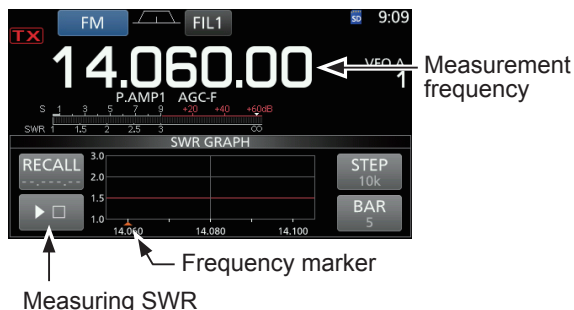 FM FIL1 SD 9:09
TX
14.060.00 VFO A
1
P.AMP1 AGC-F
S 1 3 5 7 9 +20 +40 +60dB
SWR 1 1.5 2 2.5 3 ∞
SWR GRAPH
RECALL
--.---.--
3.0
2.0
1.5
1.0
14.060 14.080 14.100
STEP
10k
BAR
5
Measurement
frequency
Frequency marker
Measuring SWR